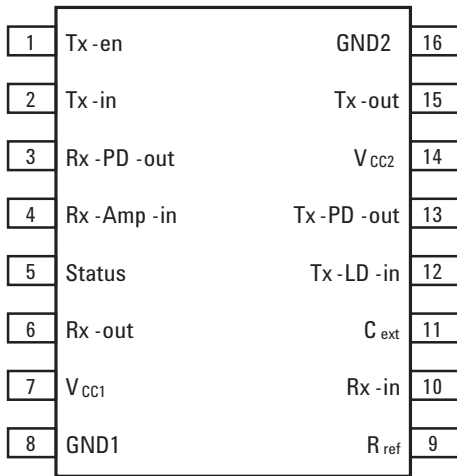 1 Tx-en GND2 16
2 Tx-in Tx-out 15
3 Rx-PD-out VCC2 14
4 Rx-Amp-in Tx-PD-out 13
5 Status Tx-LD-in 12
6 Rx-out Cext 11
7 VCC1 Rx-in 10
8 GND1 Rref 9